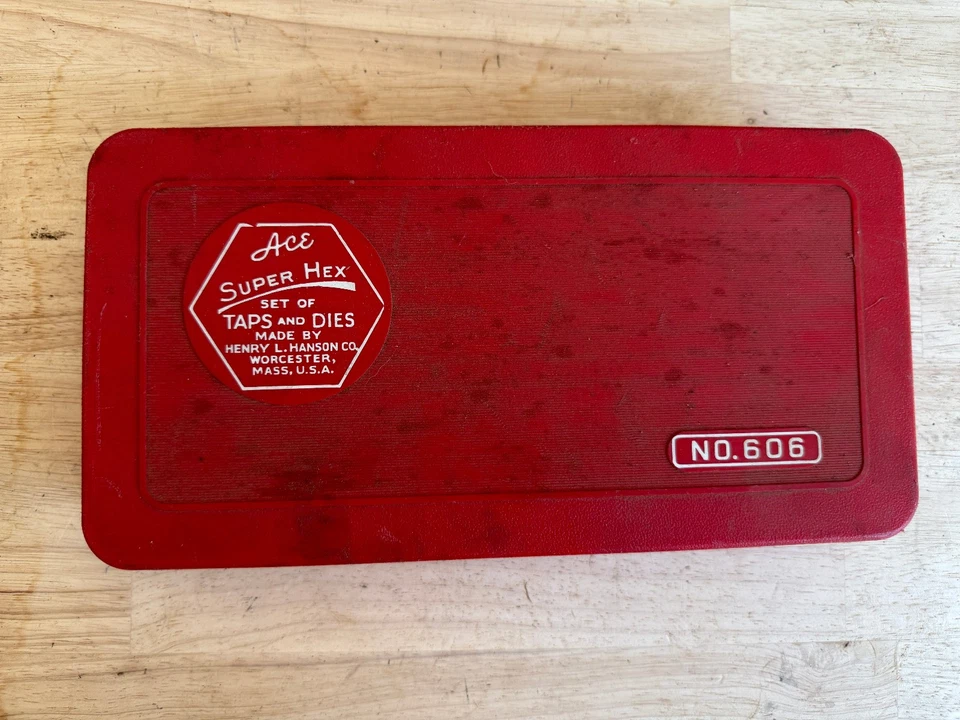 Ace
SUPER HEX
SET OF
TAPS AND DIES
MADE BY
HENRY L. HANSON CO.
WORCESTER,
MASS, U.S.A.
NO.606